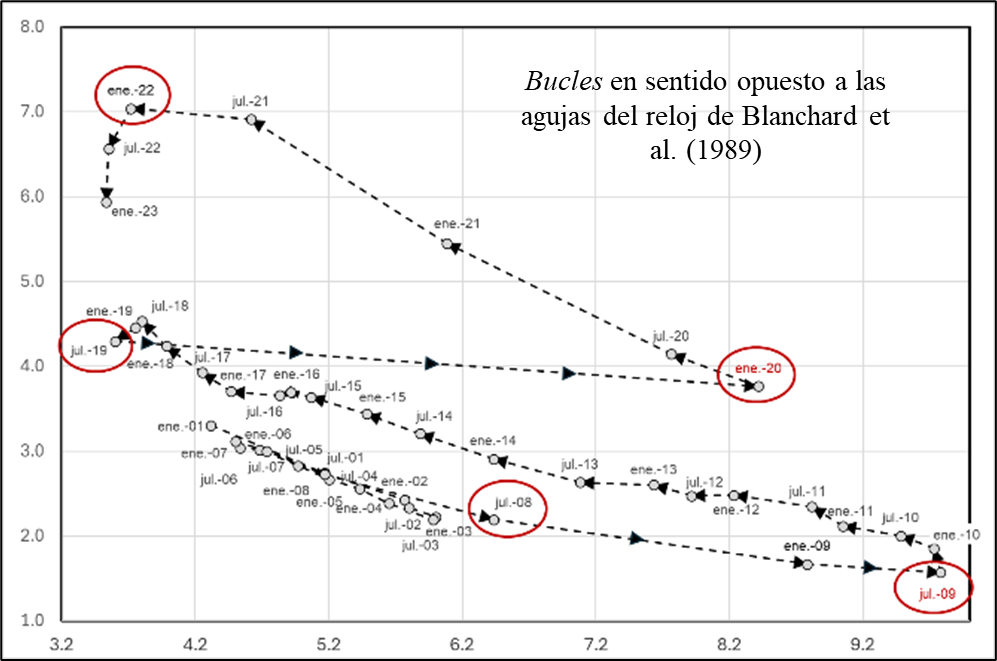 8.0
7.0
6.0
5.0
4.0
3.0
2.0
1.0
Bucles en sentido opuesto a las
agujas del reloj de Blanchard et
al. (1989)
ene.-22
jul.-21
jul.-22
ene.-23
ene.-21
ene.-19
jul.-18
jul.-19
ene.-18
jul.-17
jul.-20
ene.-20
ene.-17
ene.-16
jul.-15
jul.-16
ene.-15
jul.-14
ene.-14
ene.-01
ene.-06
ene.-07
jul.-05
jul.-01
jul.-07
jul.-06
jul.-04
ene.-02
ene.-08
ene.-05
ene.-04
jul.-02
ene.-03
jul.-03
jul.-13
ene.-13
jul.-12
ene.-12
jul.-11
jul.-08
ene.-11
jul.-10
ene.-10
ene.-09
jul.-09
3.2
4.2
5.2
6.2
7.2
8.2
9.2